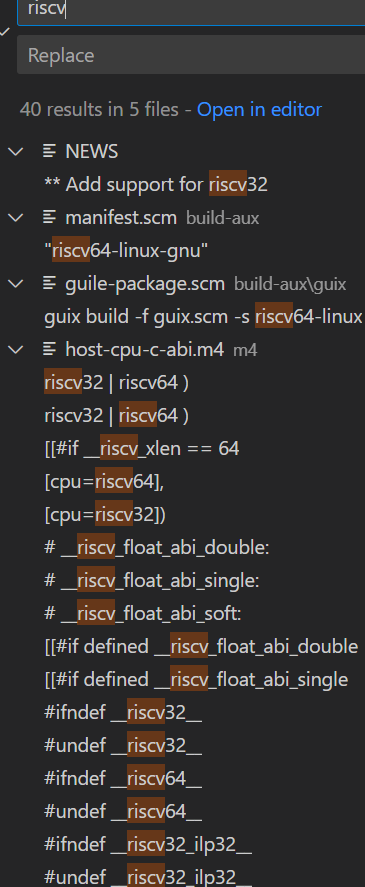 riscv
Replace
40 results in 5 files - Open in editor
NEWS
** Add support for riscv32
manifest.scm build-aux
"riscv64-linux-gnu"
guile-package.scm build-aux\guix
guix build -f guix.scm -s riscv64-linux
host-cpu-c-abi.m4 m4
riscv32 | riscv64 )
riscv32 | riscv64 )
[[#if __riscv_xlen == 64
[cpu=riscv64],
[cpu=riscv32])
# __riscv_float_abi_double:
# __riscv_float_abi_single:
# __riscv_float_abi_soft:
[[#if defined __riscv_float_abi_double
[[#if defined __riscv_float_abi_single
#ifndef __riscv32__
#undef __riscv32__
#ifndef __riscv64__
#undef __riscv64__
#ifndef __riscv32_ilp32__
#undef __riscv32_ilp32__